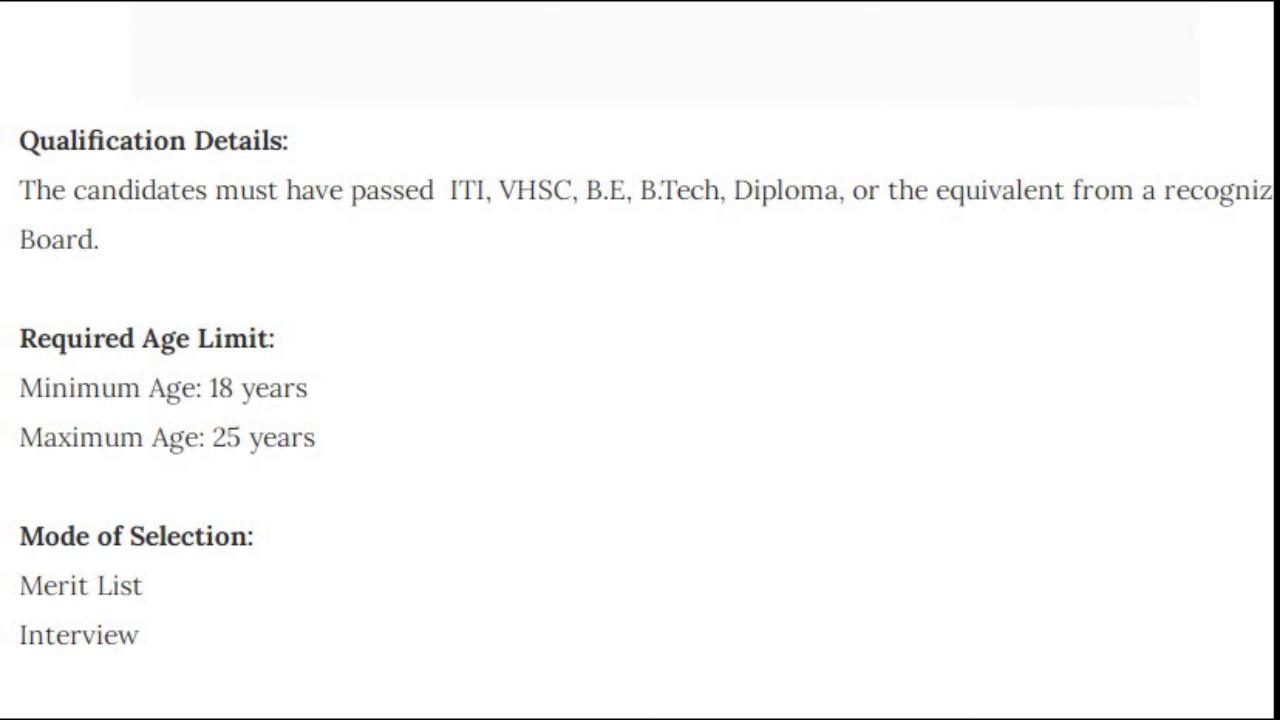 Qualification Details:
The candidates must have passed ITI, VHSC, B.E, B.Tech, Diploma, or the equivalent from a recogniz
Board.
Required Age Limit:
Minimum Age: 18 years
Maximum Age: 25 years
Mode of Selection:
Merit List
Interview